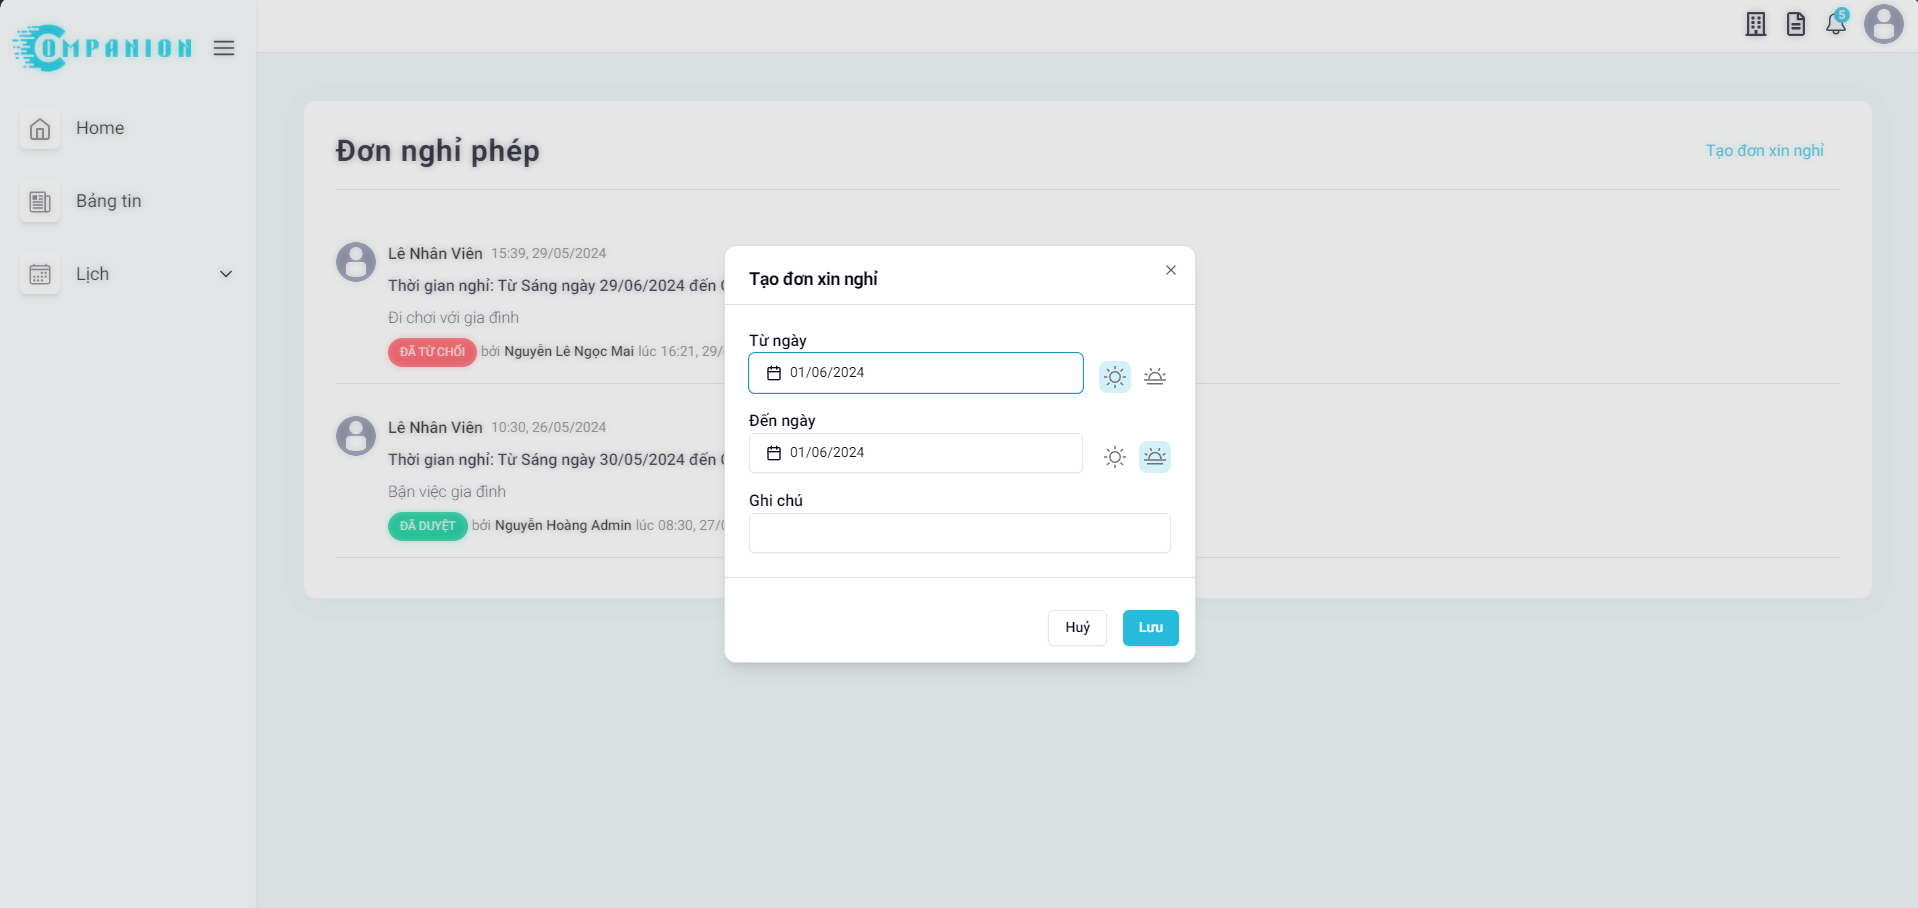 COMPANION
5
Home
Bảng tin
Lịch
Đơn nghỉ phép
Tạo đơn xin nghỉ
Lê Nhân Viên 15:39, 29/05/2024
Thời gian nghỉ: Từ Sáng ngày 29/06/2024 đến
Đi chơi với gia đình
ĐÃ TỪ CHỐI bởi Nguyễn Lê Ngọc Mai lúc 16:21, 29/
Lê Nhân Viên 10:30, 26/05/2024
Thời gian nghỉ: Từ Sáng ngày 30/05/2024 đến
Bận việc gia đình
ĐÃ DUYỆT bởi Nguyễn Hoàng Admin lúc 08:30, 27/
Tạo đơn xin nghỉ
Từ ngày
01/06/2024
Đến ngày
01/06/2024
Ghi chú
Huỷ
Lưu